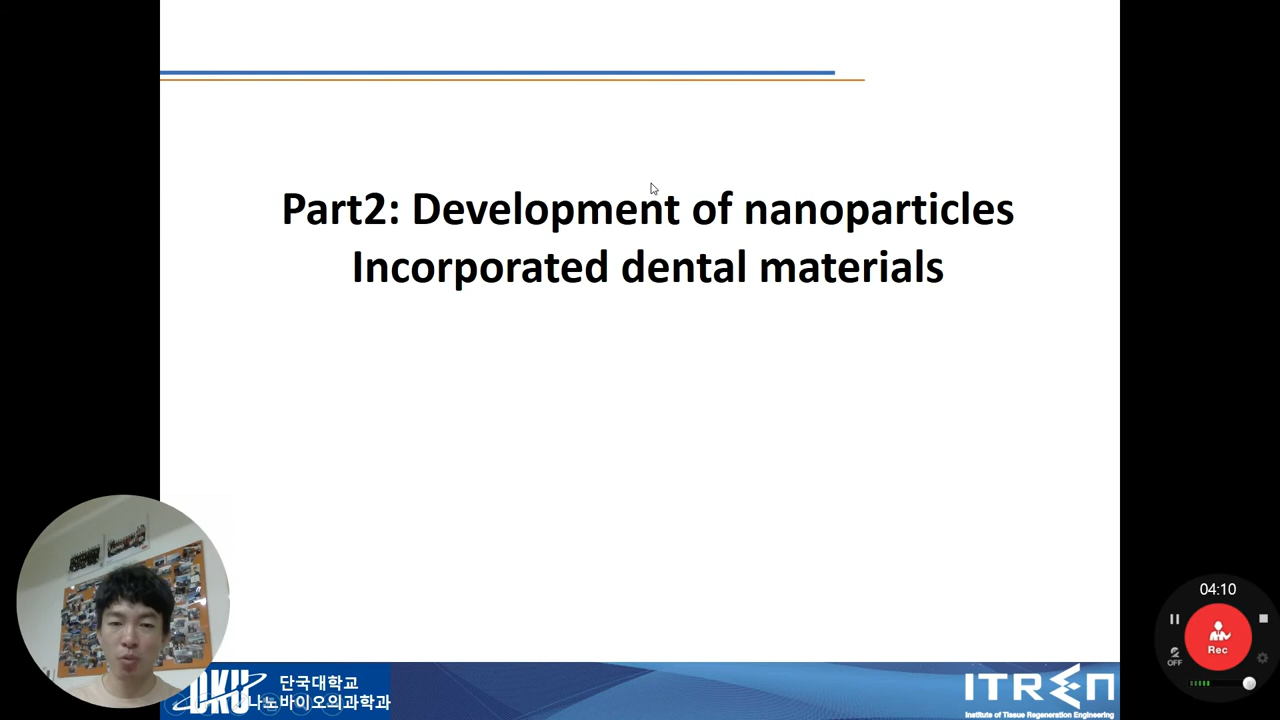 Part2: Development of nanoparticles
Incorporated dental materials
04:10
Rec
OFF
DKU
단국대학교
나노바이오의과학과
ITREN
Institute of Tissue Regeneration Engineering